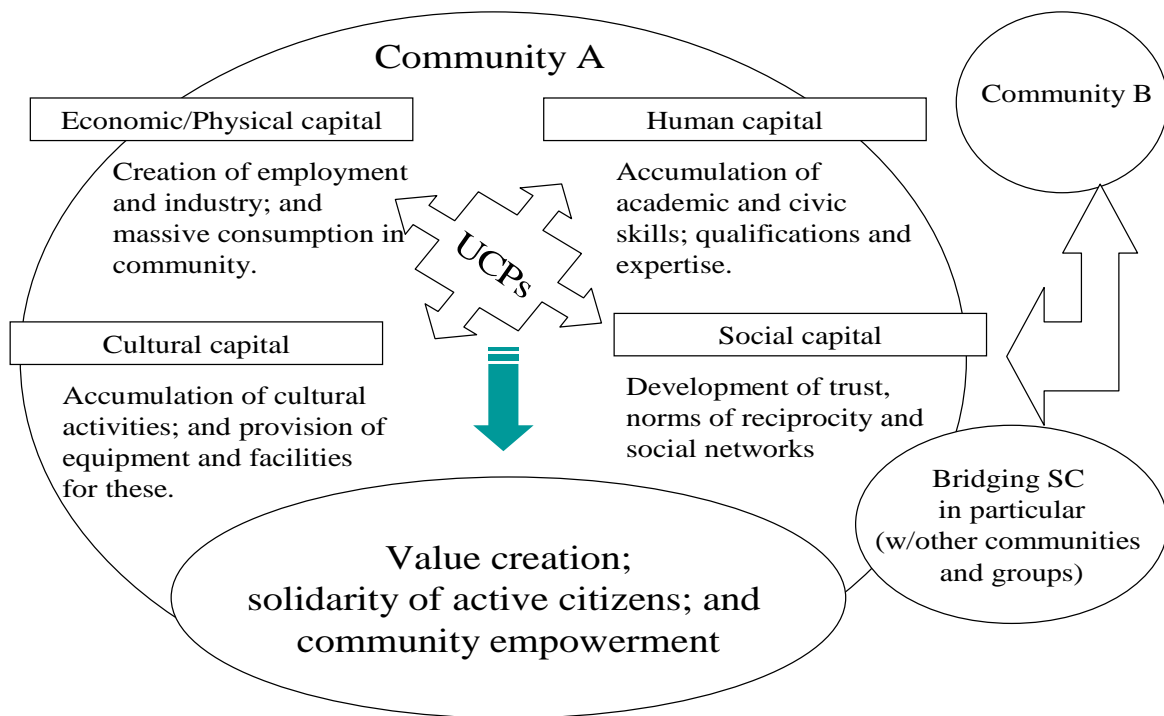 Community A
Community B
Economic/Physical capital
Creation of employment
and industry; and
massive consumption in
community.
Human capital
Accumulation of
academic and civic
skills; qualifications and
expertise.
UCPs
Cultural capital
Accumulation of cultural
activities; and provision of
equipment and facilities
for these.
Social capital
Development of trust,
norms of reciprocity and
social networks
Bridging SC
in particular
(w/other communities
and groups)
Value creation;
solidarity of active citizens; and
community empowerment